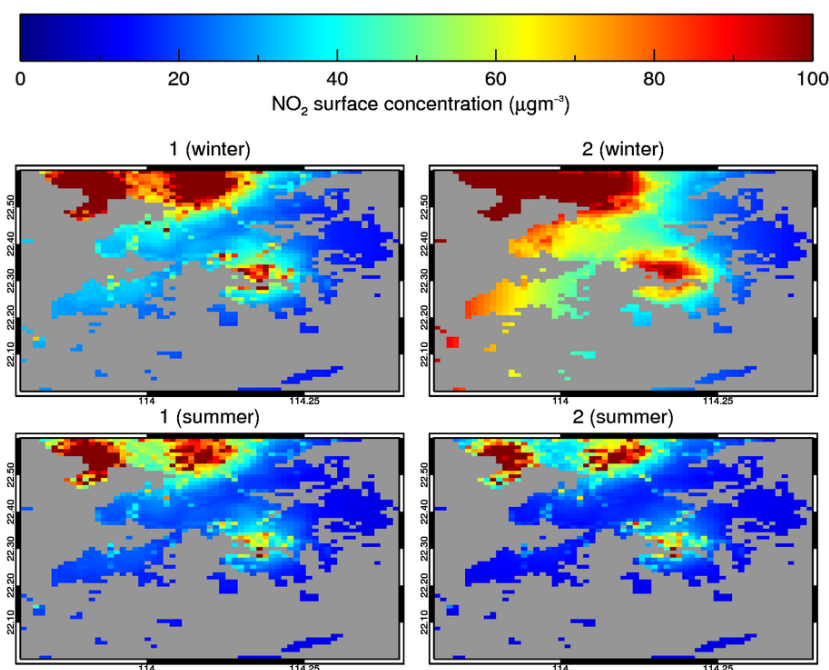 0 20 40 60 80 100
NO₂ surface concentration (μgm⁻³)
1 (winter) 2 (winter)
22.50 22.50
22.40 22.40
22.30 22.30
22.20 22.20
22.10 22.10
114 114.25 114 114.25
1 (summer) 2 (summer)
22.50 22.50
22.40 22.40
22.30 22.30
22.20 22.20
22.10 22.10
114 114.25 114 114.25